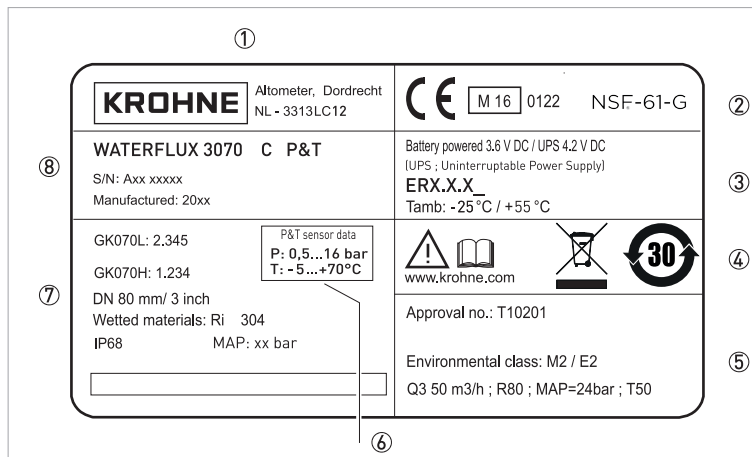 ①
KROHNE
Altometer, Dordrecht
NL - 3313LC12
CE M 16 0122 NSF-61-G
②
WATERFLUX 3070 C P&T
S/N: Axx xxxxx
Manufactured: 20xx
⑧
Battery powered 3.6 V DC / UPS 4.2 V DC
(UPS ; Uninterruptable Power Supply)
ERX.X.X_
Tamb: -25°C / +55 °C
③
GK070L: 2.345
GK070H: 1.234
P&T sensor data
P: 0,5...16 bar
T: -5...+70°C
DN 80 mm/ 3 inch
Wetted materials: Ri 304
IP68 MAP: xx bar
⑦
www.krohne.com
30
④
Approval no.: T10201
Environmental class: M2 / E2
Q3 50 m3/h ; R80 ; MAP=24bar ; T50
⑤
⑥